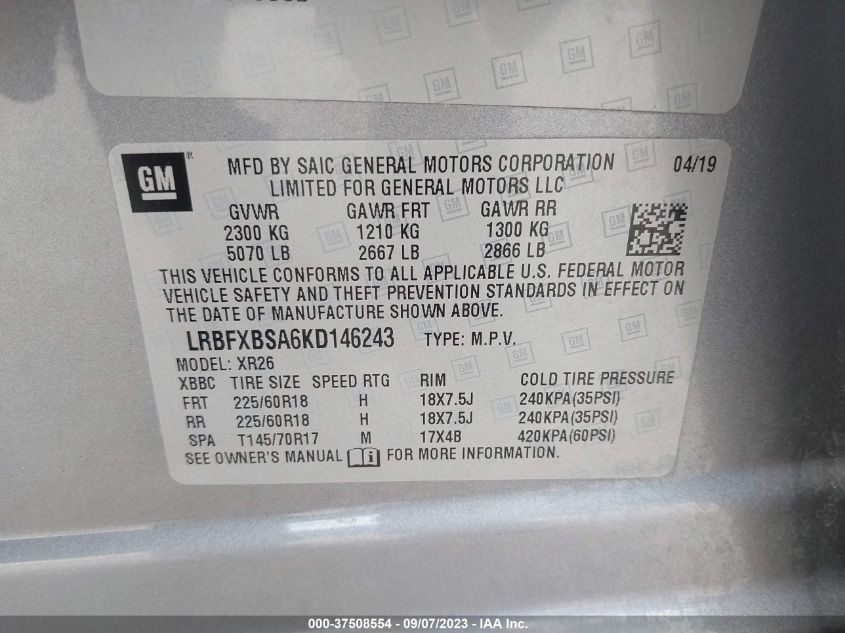 GM
MFD BY SAIC GENERAL MOTORS CORPORATION 04/19
LIMITED FOR GENERAL MOTORS LLC
GVWR GAWR FRT GAWR RR
2300 KG 1210 KG 1300 KG
5070 LB 2667 LB 2866 LB
THIS VEHICLE CONFORMS TO ALL APPLICABLE U.S. FEDERAL MOTOR
VEHICLE SAFETY AND THEFT PREVENTION STANDARDS IN EFFECT ON
THE DATE OF MANUFACTURE SHOWN ABOVE.
LRBFXBSA6KD146243 TYPE: M.P.V.
MODEL: XR26
XBBC TIRE SIZE SPEED RTG RIM COLD TIRE PRESSURE
FRT 225/60R18 H 18X7.5J 240KPA(35PSI)
RR 225/60R18 H 18X7.5J 240KPA(35PSI)
SPA T145/70R17 M 17X4B 420KPA(60PSI)
SEE OWNER'S MANUAL FOR MORE INFORMATION.
000-37508554 - 09/07/2023 - © IAA Inc.